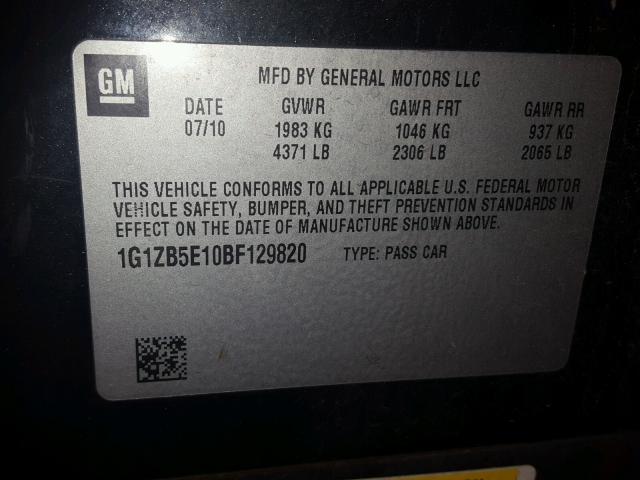 GM
MFD BY GENERAL MOTORS LLC
DATE GVWR GAWR FRT GAWR RR
07/10 1983 KG 1046 KG 937 KG
4371 LB 2306 LB 2065 LB
THIS VEHICLE CONFORMS TO ALL APPLICABLE U.S. FEDERAL MOTOR
VEHICLE SAFETY, BUMPER, AND THEFT PREVENTION STANDARDS IN
EFFECT ON THE DATE OF MANUFACTURE SHOWN ABOVE.
1G1ZB5E10BF129820 TYPE: PASS CAR